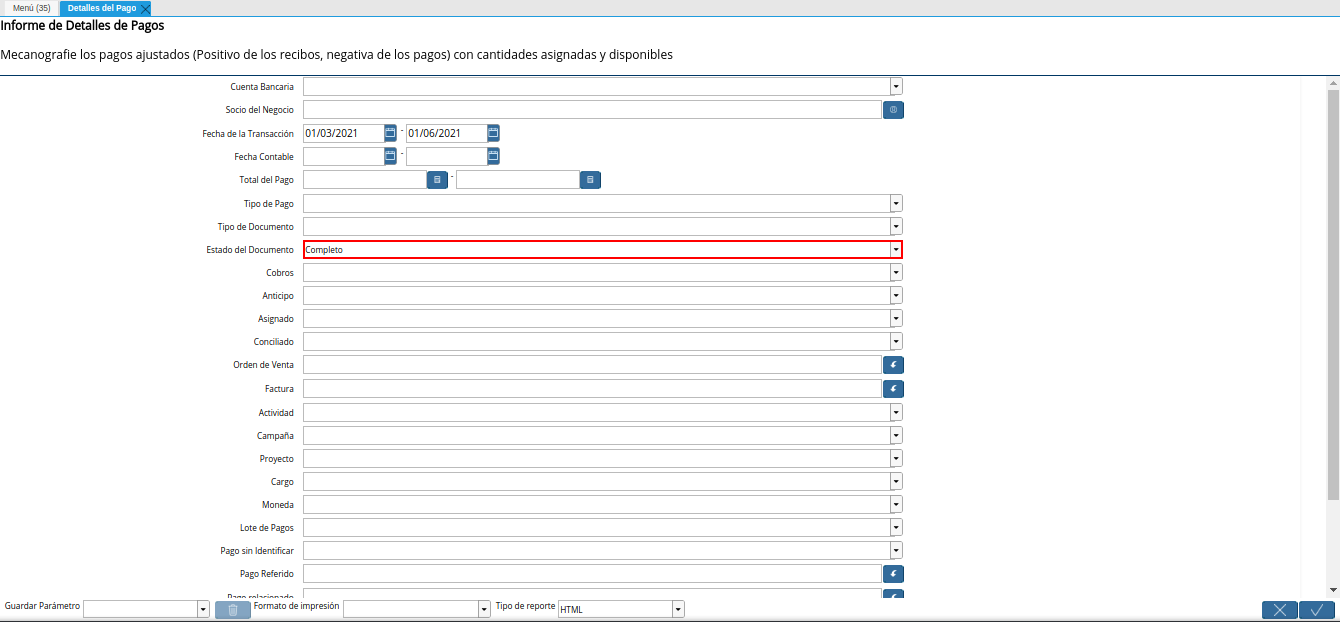 Menú (35) Detalles del Pago
Informe de Detalles de Pagos
Mecanografie los pagos ajustados (Positivo de los recibos, negativa de los pagos) con cantidades asignadas y disponibles
Cuenta Bancaria
Socio del Negocio
Fecha de la Transacción 01/03/2021 - 01/06/2021
Fecha Contable -
Total del Pago -
Tipo de Pago
Tipo de Documento
Estado del Documento Completo
Cobros
Anticipo
Asignado
Conciliado
Orden de Venta
Factura
Actividad
Campaña
Proyecto
Cargo
Moneda
Lote de Pagos
Pago sin Identificar
Pago Referido
Pago relacionado
Guardar Parámetro Formato de impresión Tipo de reporte HTML